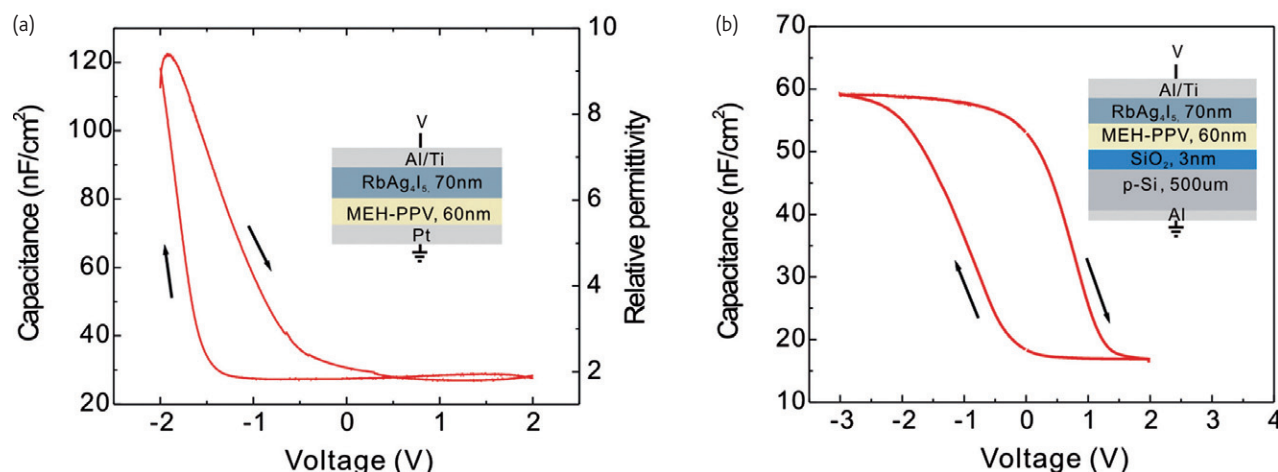 (a)
Capacitance (nF/cm²)
120
100
80
60
40
20
10
8
6
4
2
Relative permittivity
V
Al/Ti
RbAg₄I₅, 70nm
MEH-PPV, 60nm
Pt
-2
-1
0
1
2
Voltage (V)
(b)
Capacitance (nF/cm²)
70
60
50
40
30
20
10
V
Al/Ti
RbAg₄I₅, 70nm
MEH-PPV, 60nm
SiO₂, 3nm
p-Si, 500um
Al
-3
-2
-1
0
1
2
3
4
Voltage (V)